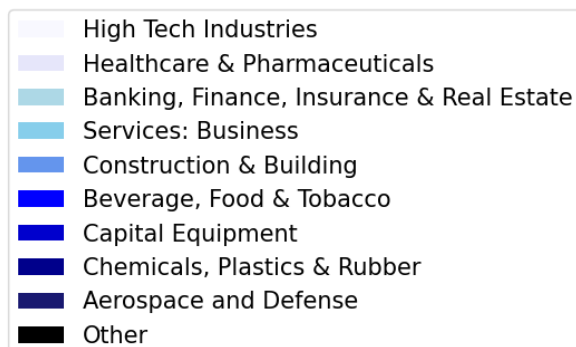 High Tech Industries
Healthcare & Pharmaceuticals
Banking, Finance, Insurance & Real Estate
Services: Business
Construction & Building
Beverage, Food & Tobacco
Capital Equipment
Chemicals, Plastics & Rubber
Aerospace and Defense
Other